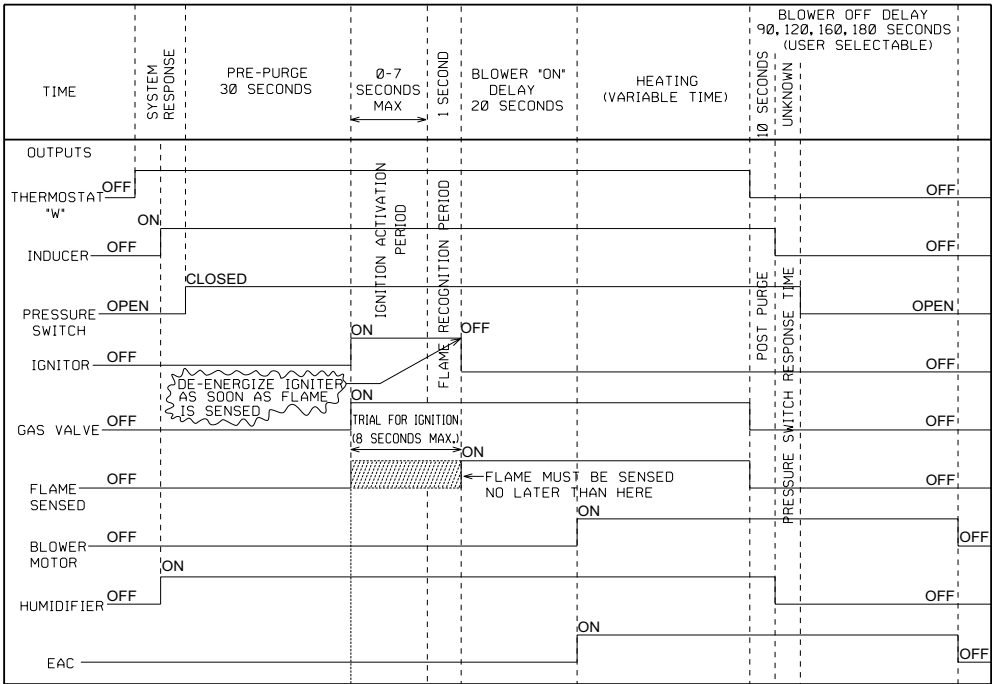 TIME
SYSTEM
RESPONSE
PRE-PURGE
30 SECONDS
0-7
SECONDS
MAX
1 SECOND
BLOWER "ON"
DELAY
20 SECONDS
HEATING
(VARIABLE TIME)
10 SECONDS
UNKNOWN
BLOWER OFF DELAY
90,120,160,180 SECONDS
(USER SELECTABLE)
OUTPUTS
THERMOSTAT
"W"
OFF
OFF
INDUCER
OFF
ON
OFF
PRESSURE
SWITCH
OPEN
CLOSED
OPEN
IGNITION ACTIVATION
PERIOD
FLAME RECOGNITION PERIOD
POST PURGE
PRESSURE SWITCH RESPONSE TIME
IGNITOR
OFF
ON
OFF
OFF
DE-ENERGIZE IGNITER
AS SOON AS FLAME
IS SENSED
GAS VALVE
OFF
ON
OFF
TRIAL FOR IGNITION
(8 SECONDS MAX.)
FLAME
SENSED
OFF
ON
OFF
FLAME MUST BE SENSED
NO LATER THAN HERE
BLOWER
MOTOR
OFF
ON
OFF
HUMIDIFIER
OFF
ON
OFF
EAC
ON
OFF